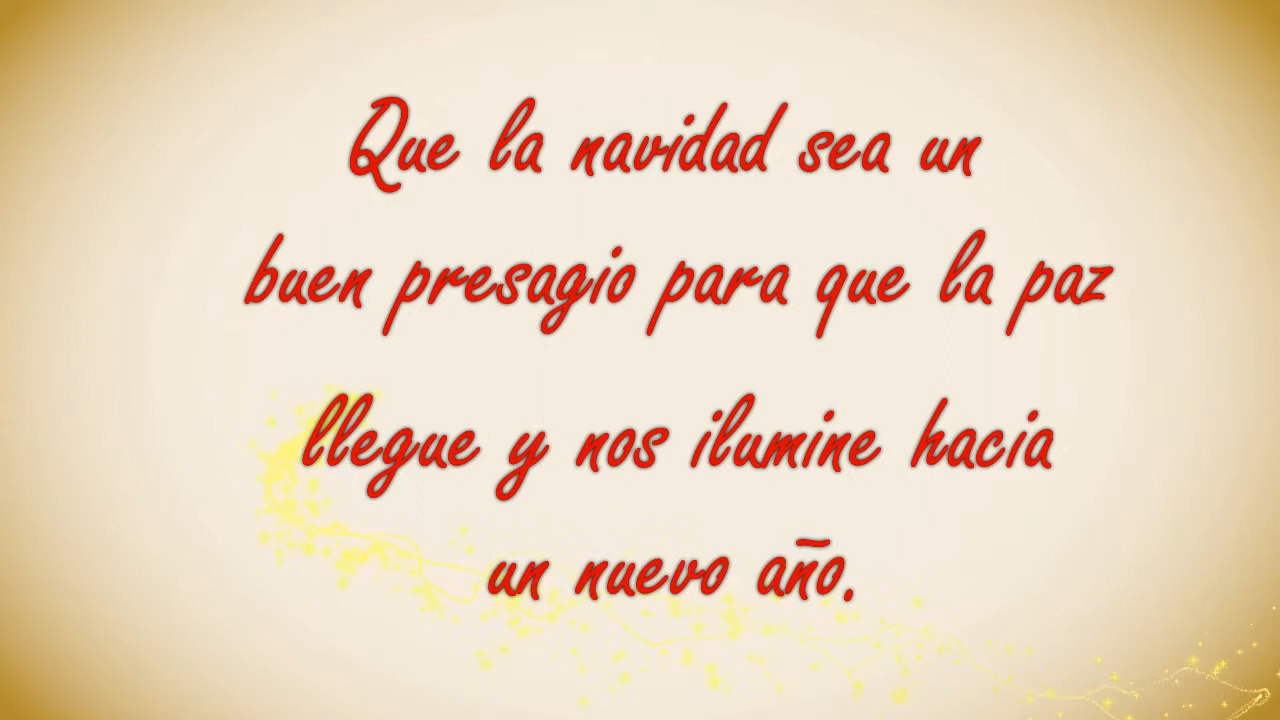 Que la navidad sea un
buen presagio para que la paz
llegue y nos ilumine hacia
un nuevo año.